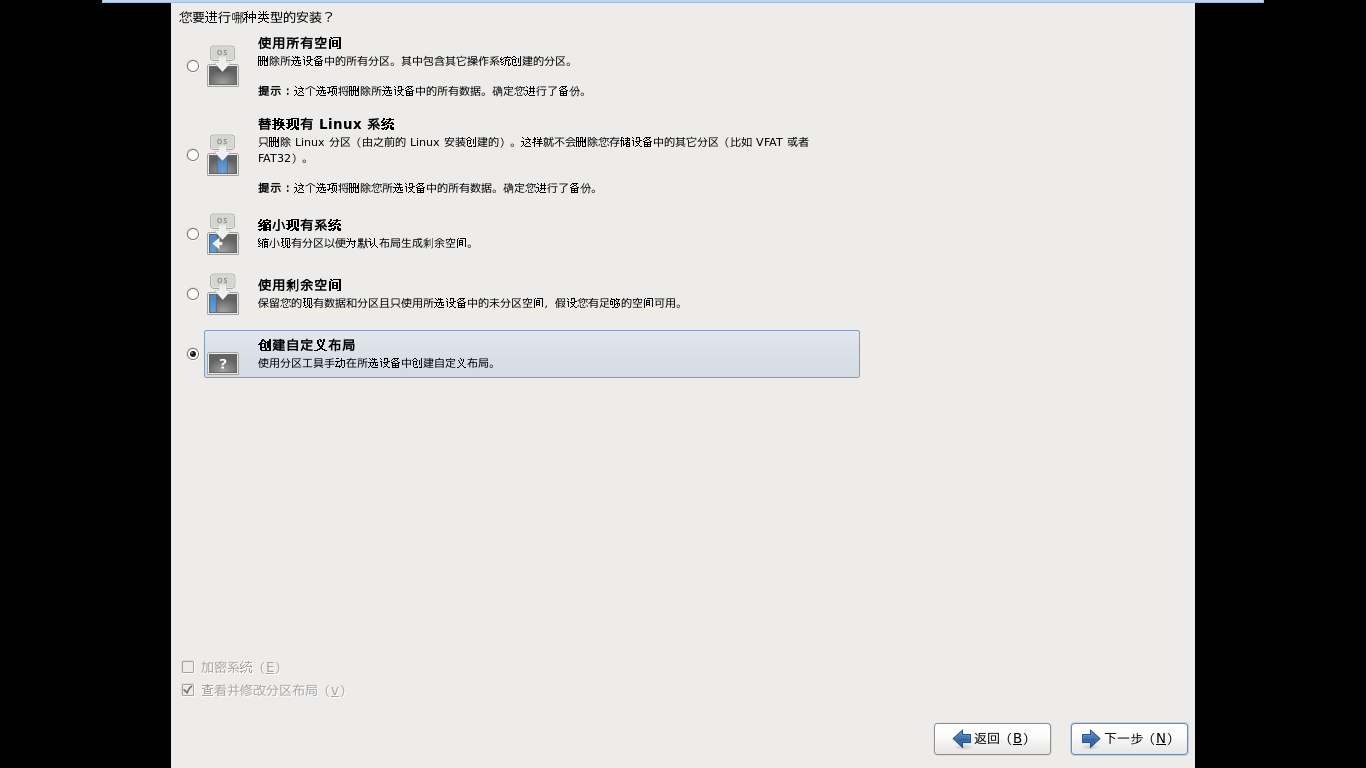 您要进行哪种类型的安装？
OS
使用所有空间
删除所选设备中的所有分区。其中包含其它操作系统创建的分区。
提示：这个选项将删除所选设备中的所有数据。确定您进行了备份。
OS
替换现有 Linux 系统
只删除 Linux 分区（由之前的 Linux 安装创建的）。这样就不会删除您存储设备中的其它分区（比如 VFAT 或者
FAT32）。
提示：这个选项将删除您所选设备中的所有数据。确定您进行了备份。
OS
缩小现有系统
缩小现有分区以便为默认布局生成剩余空间。
OS
使用剩余空间
保留您的现有数据和分区且只使用所选设备中的未分区空间，假设您有足够的空间可用。
?
创建自定义布局
使用分区工具手动在所选设备中创建自定义布局。
加密系统（E）
查看并修改分区布局（V）
返回（B）
下一步（N）